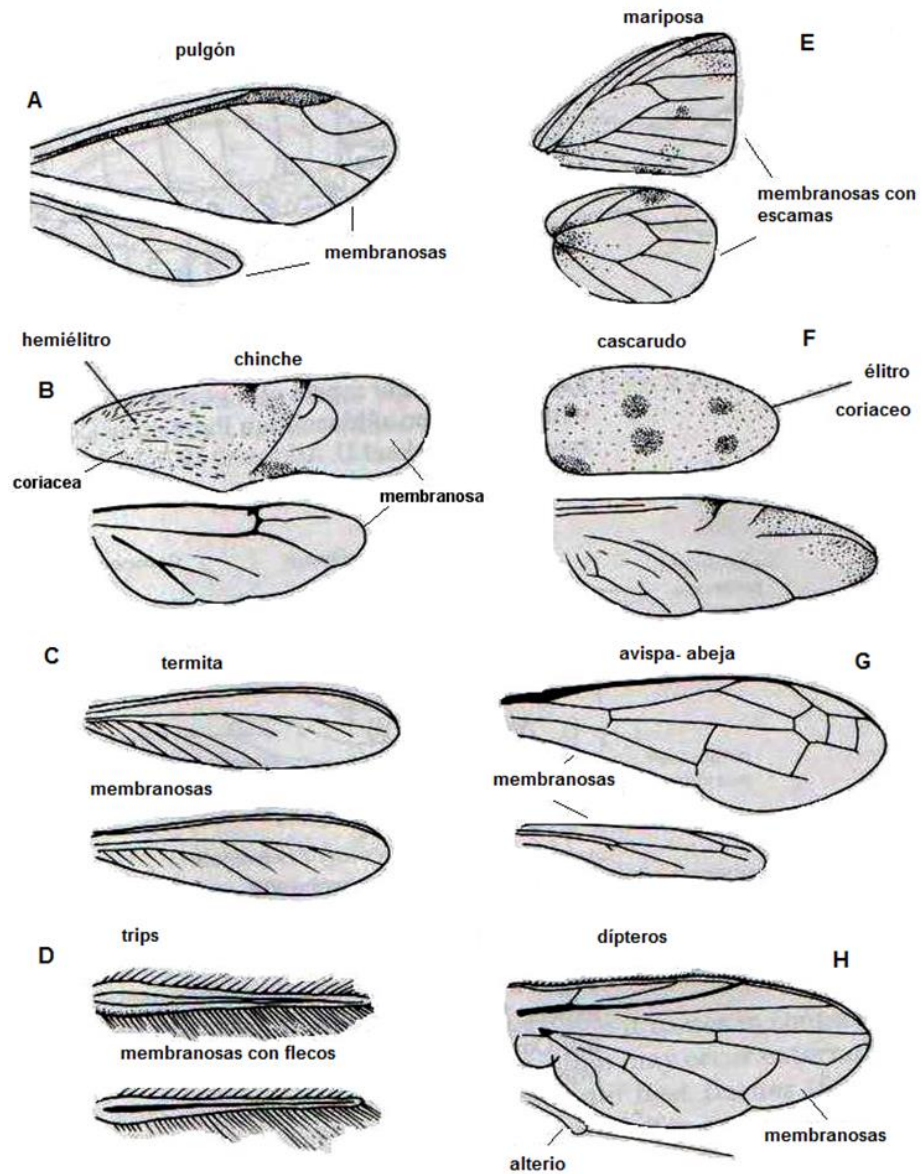 pulgón
A
membranosas
mariposa
E
membranosas con
escamas
hemiélitro
chinche
B
coriacea
membranosa
cascarudo
F
élitro
coriaceo
C
termita
membranosas
avispa- abeja
G
membranosas
D
trips
membranosas con flecos
dípteros
H
alterio
membranosas